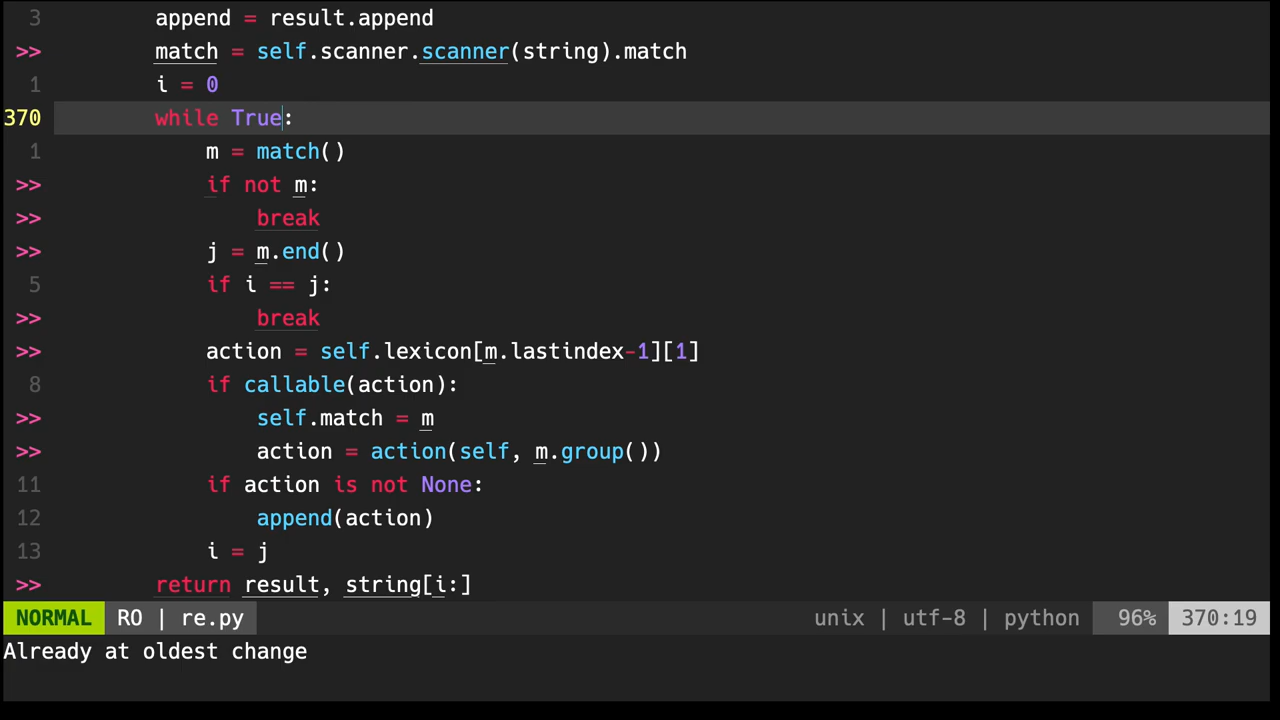 3 append = result.append
>> match = self.scanner.scanner(string).match
1 i = 0
370 while True:
1 m = match()
>> if not m:
>> break
>> j = m.end()
5 if i == j:
>> break
>> action = self.lexicon[m.lastindex-1][1]
8 if callable(action):
>> self.match = m
>> action = action(self, m.group())
11 if action is not None:
12 append(action)
13 i = j
>> return result, string[i:]
NORMAL RO | re.py unix | utf-8 | python 96% 370:19
Already at oldest change